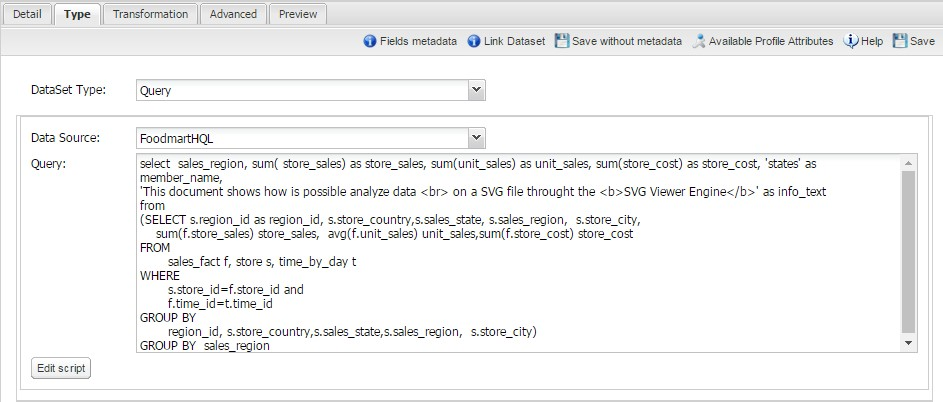 Detail Type Transformation Advanced Preview
Fields metadata Link Dataset Save without metadata Available Profile Attributes Help Save
DataSet Type: Query
Data Source: FoodmartHQL
Query:
select  sales_region, sum( store_sales) as store_sales, sum(unit_sales) as unit_sales, sum(store_cost) as store_cost, 'states' as
member_name,
'This document shows how is possible analyze data <br> on a SVG file throught the <b>SVG Viewer Engine</b>' as info_text
from
(SELECT s.region_id as region_id, s.store_country,s.sales_state, s.sales_region,  s.store_city,
sum(f.store_sales) store_sales,  avg(f.unit_sales) unit_sales,sum(f.store_cost) store_cost
FROM
sales_fact f, store s, time_by_day t
WHERE
s.store_id=f.store_id and
f.time_id=t.time_id
GROUP BY
region_id, s.store_country,s.sales_state,s.sales_region,  s.store_city)
GROUP BY  sales_region
Edit script